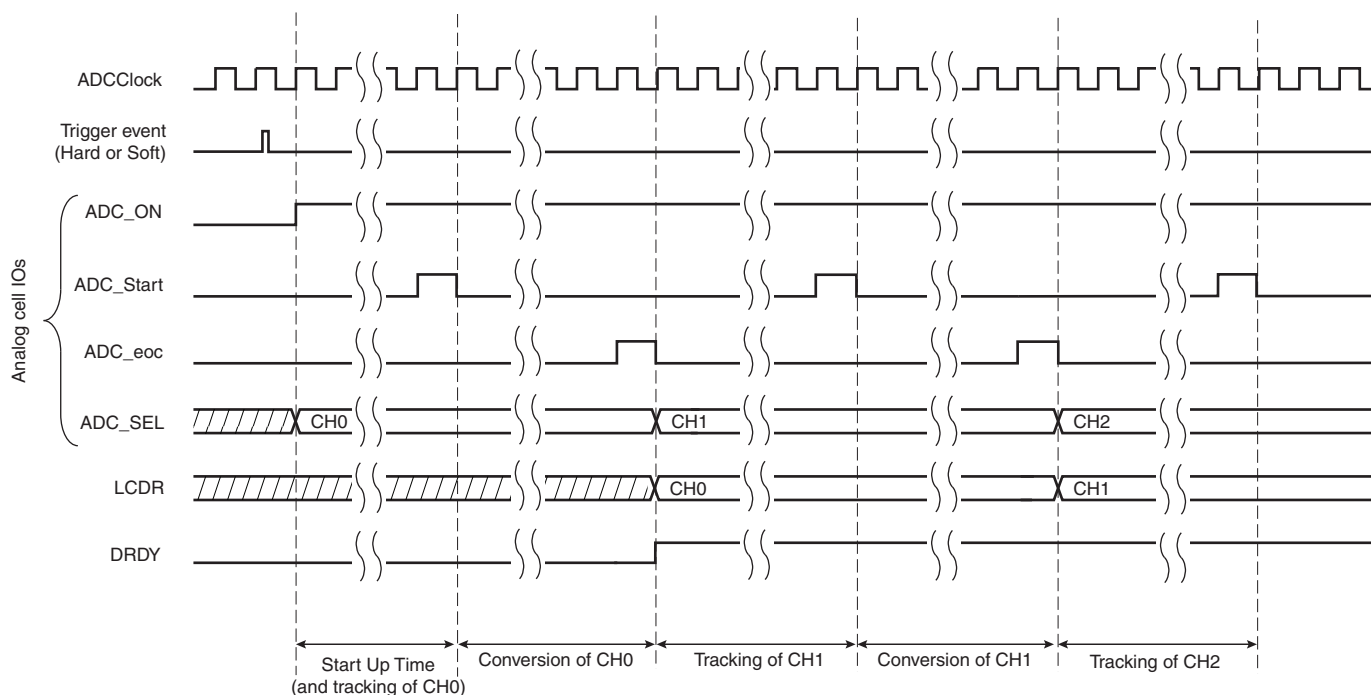 ADCClock
Trigger event
(Hard or Soft)
Analog cell IOs
ADC_ON
ADC_Start
ADC_eoc
ADC_SEL
CH0
CH1
CH2
LCDR
CH0
CH1
DRDY
Start Up Time
(and tracking of CH0)
Conversion of CH0
Tracking of CH1
Conversion of CH1
Tracking of CH2